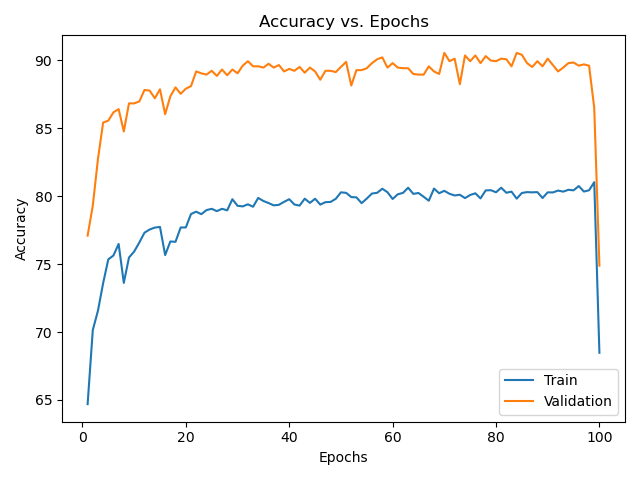 Accuracy vs. Epochs
Accuracy
90
85
80
75
70
65
0 20 40 60 80 100
Epochs
Train
Validation